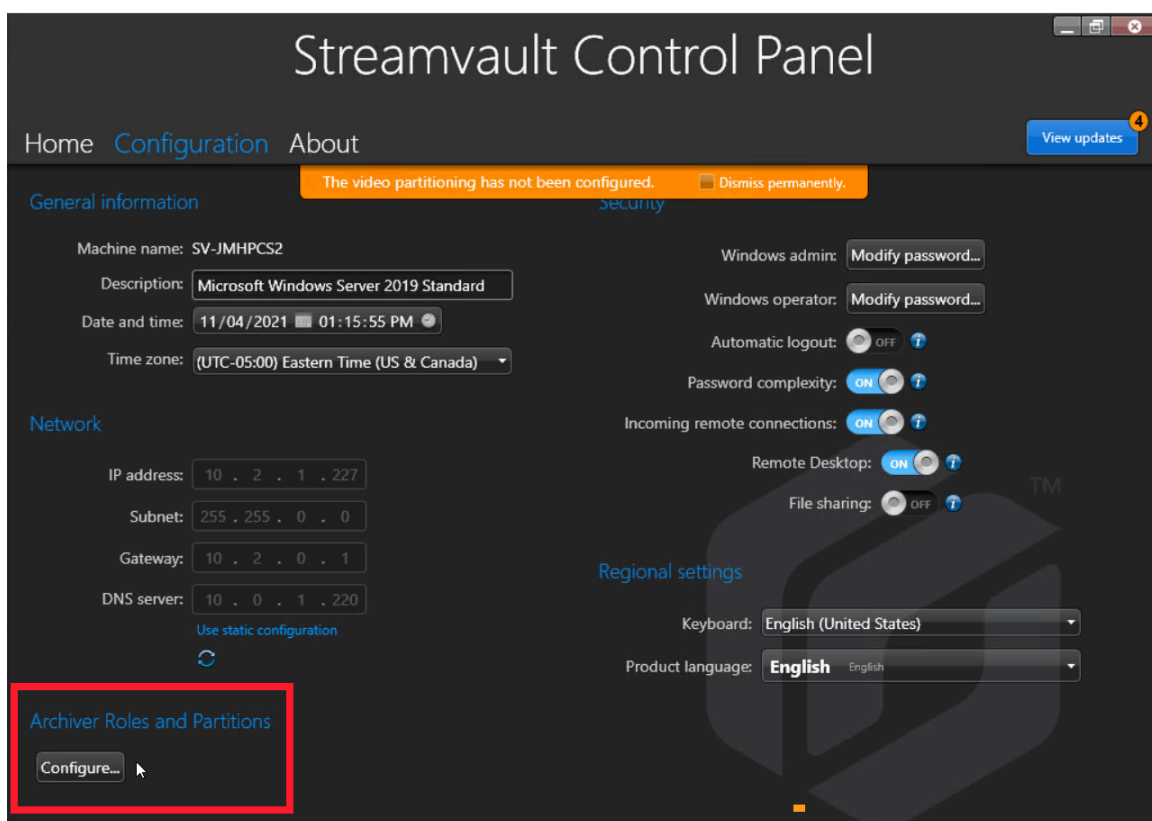 Streamvault Control Panel
Home Configuration About
View updates
4
The video partitioning has not been configured. Dismiss permanently.
General information
Machine name: SV-JMHPCS2
Description: Microsoft Windows Server 2019 Standard
Date and time: 11/04/2021 01:15:55 PM
Time zone: (UTC-05:00) Eastern Time (US & Canada)
Network
IP address: 10 . 2 . 1 . 227
Subnet: 255 . 255 . 0 . 0
Gateway: 10 . 2 . 0 . 1
DNS server: 10 . 0 . 1 . 220
Use static configuration
Archiver Roles and Partitions
Configure...
Security
Windows admin: Modify password...
Windows operator: Modify password...
Automatic logout: OFF
Password complexity: ON
Incoming remote connections: ON
Remote Desktop: ON
File sharing: OFF
TM
Regional settings
Keyboard: English (United States)
Product language: English English